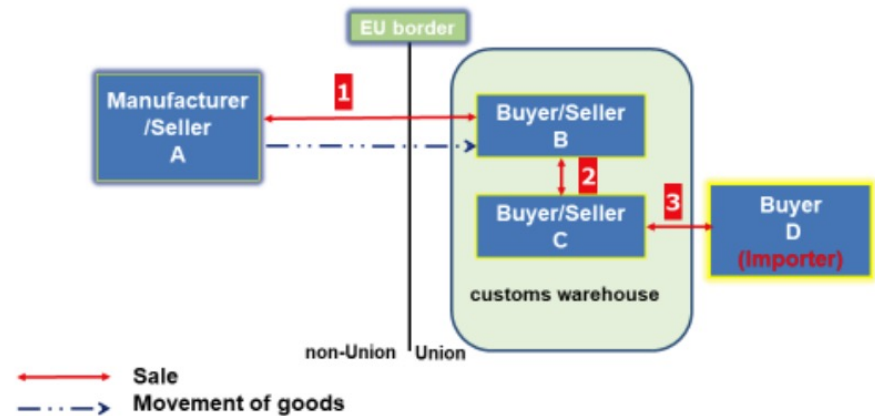 EU border
1
Manufacturer
/Seller
A
Buyer/Seller
B
2
Buyer/Seller
C
3
Buyer
D
(Importer)
customs warehouse
non-Union Union
Sale
Movement of goods